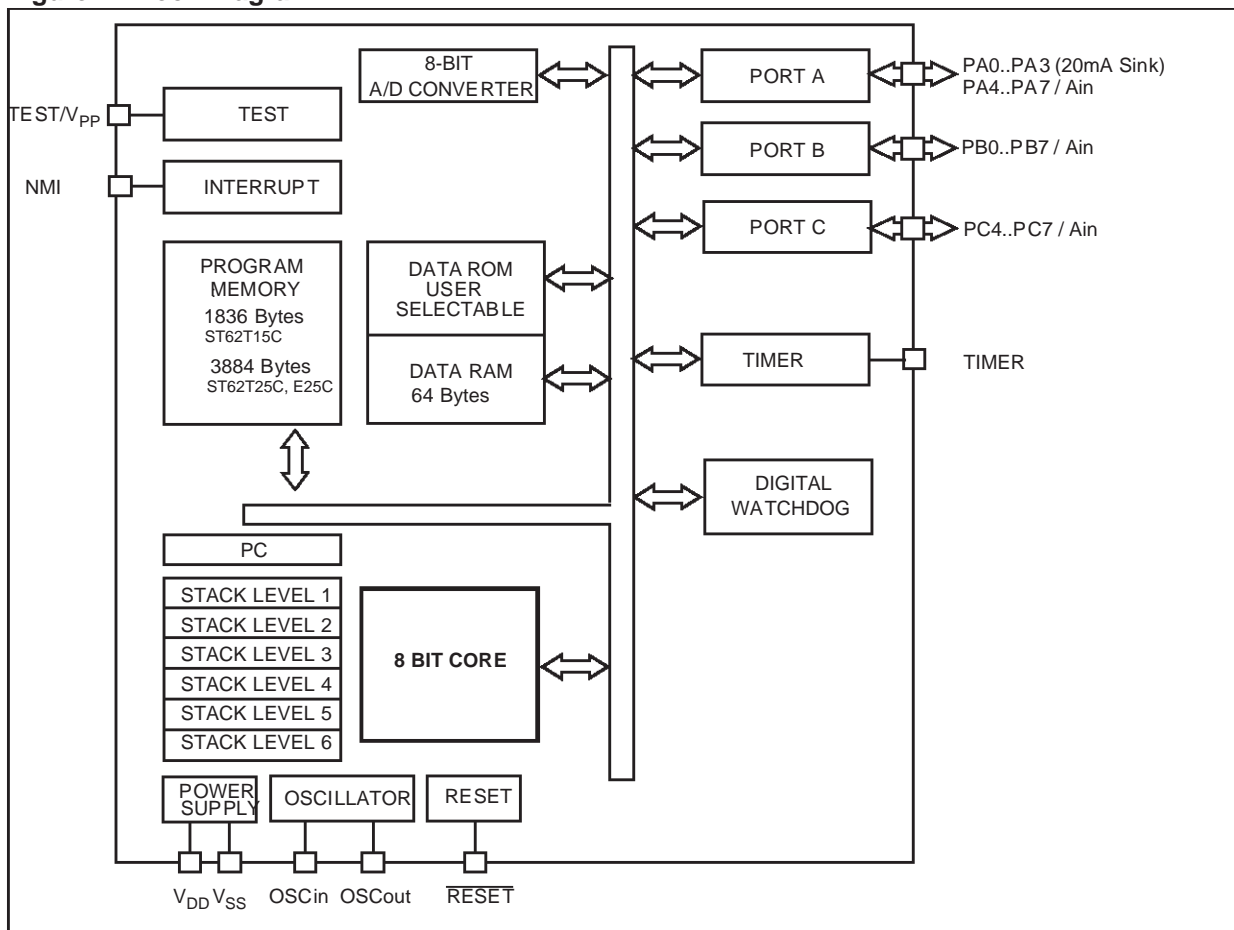 8-BIT
A/D CONVERTER
PORT A
PA0..PA3 (20mA Sink)
PA4..PA7 / Ain
TEST/VPP
TEST
PORT B
PB0..PB7 / Ain
NMI
INTERRUPT
PORT C
PC4..PC7 / Ain
PROGRAM
MEMORY
1836 Bytes
ST62T15C
3884 Bytes
ST62T25C, E25C
DATA ROM
USER
SELECTABLE
DATA RAM
64 Bytes
TIMER
TIMER
DIGITAL
WATCHDOG
PC
STACK LEVEL 1
STACK LEVEL 2
STACK LEVEL 3
STACK LEVEL 4
STACK LEVEL 5
STACK LEVEL 6
8 BIT CORE
POWER
SUPPLY
OSCILLATOR
RESET
VDD VSS
OSCin OSCout
RESET